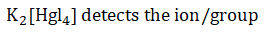 K₂[HgI₄] detects the ion/group